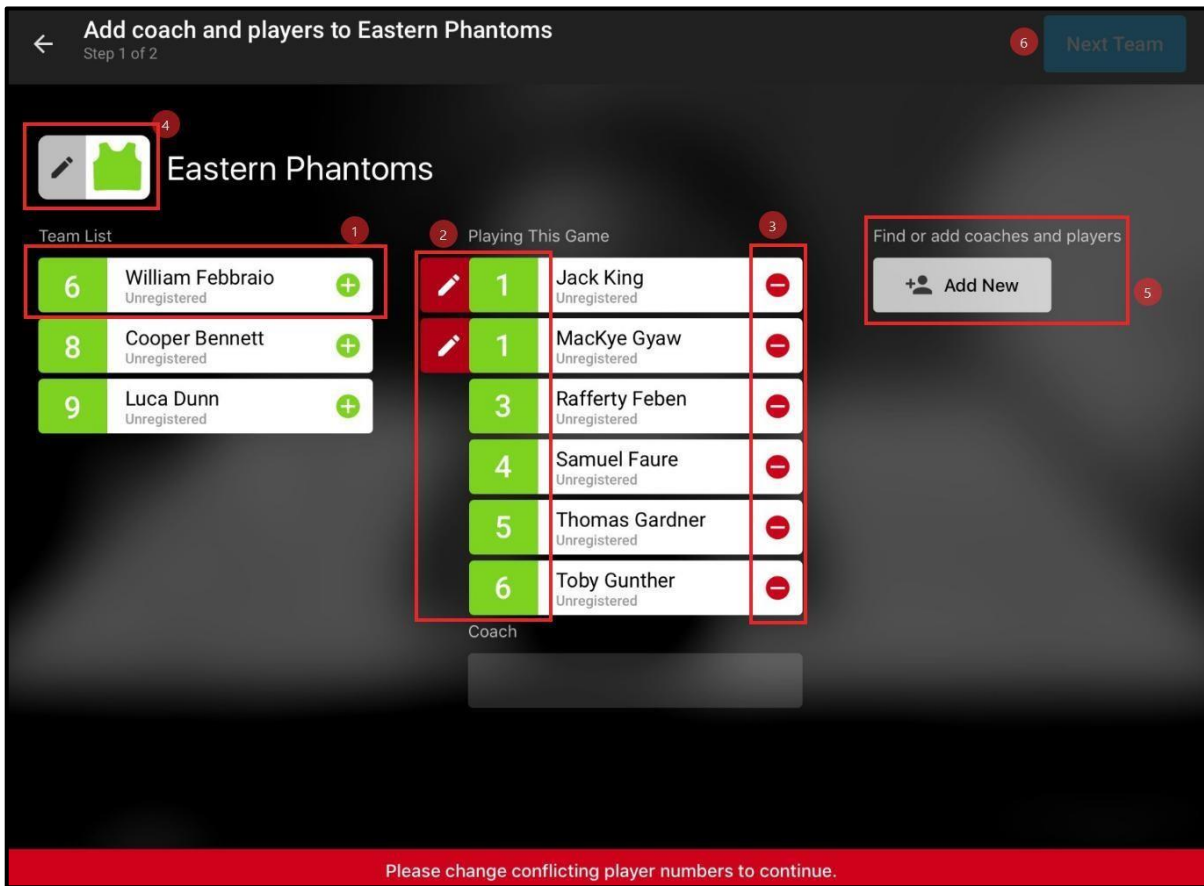 Add coach and players to Eastern Phantoms
Step 1 of 2
6
Next Team
4
Eastern Phantoms
Team List
1
6
William Febbraio
Unregistered
8
Cooper Bennett
Unregistered
9
Luca Dunn
Unregistered
2
Playing This Game
3
1
Jack King
Unregistered
1
MacKye Gyaw
Unregistered
3
Rafferty Feben
Unregistered
4
Samuel Faure
Unregistered
5
Thomas Gardner
Unregistered
6
Toby Gunther
Unregistered
Coach
Find or add coaches and players
Add New
5
Please change conflicting player numbers to continue.